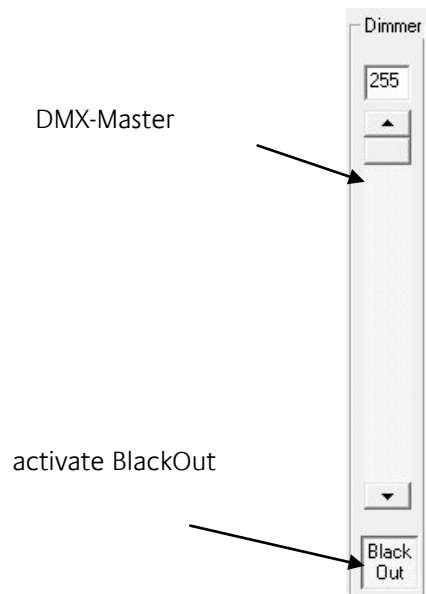 Dimmer
255
DMX-Master
activate BlackOut
Black
Out